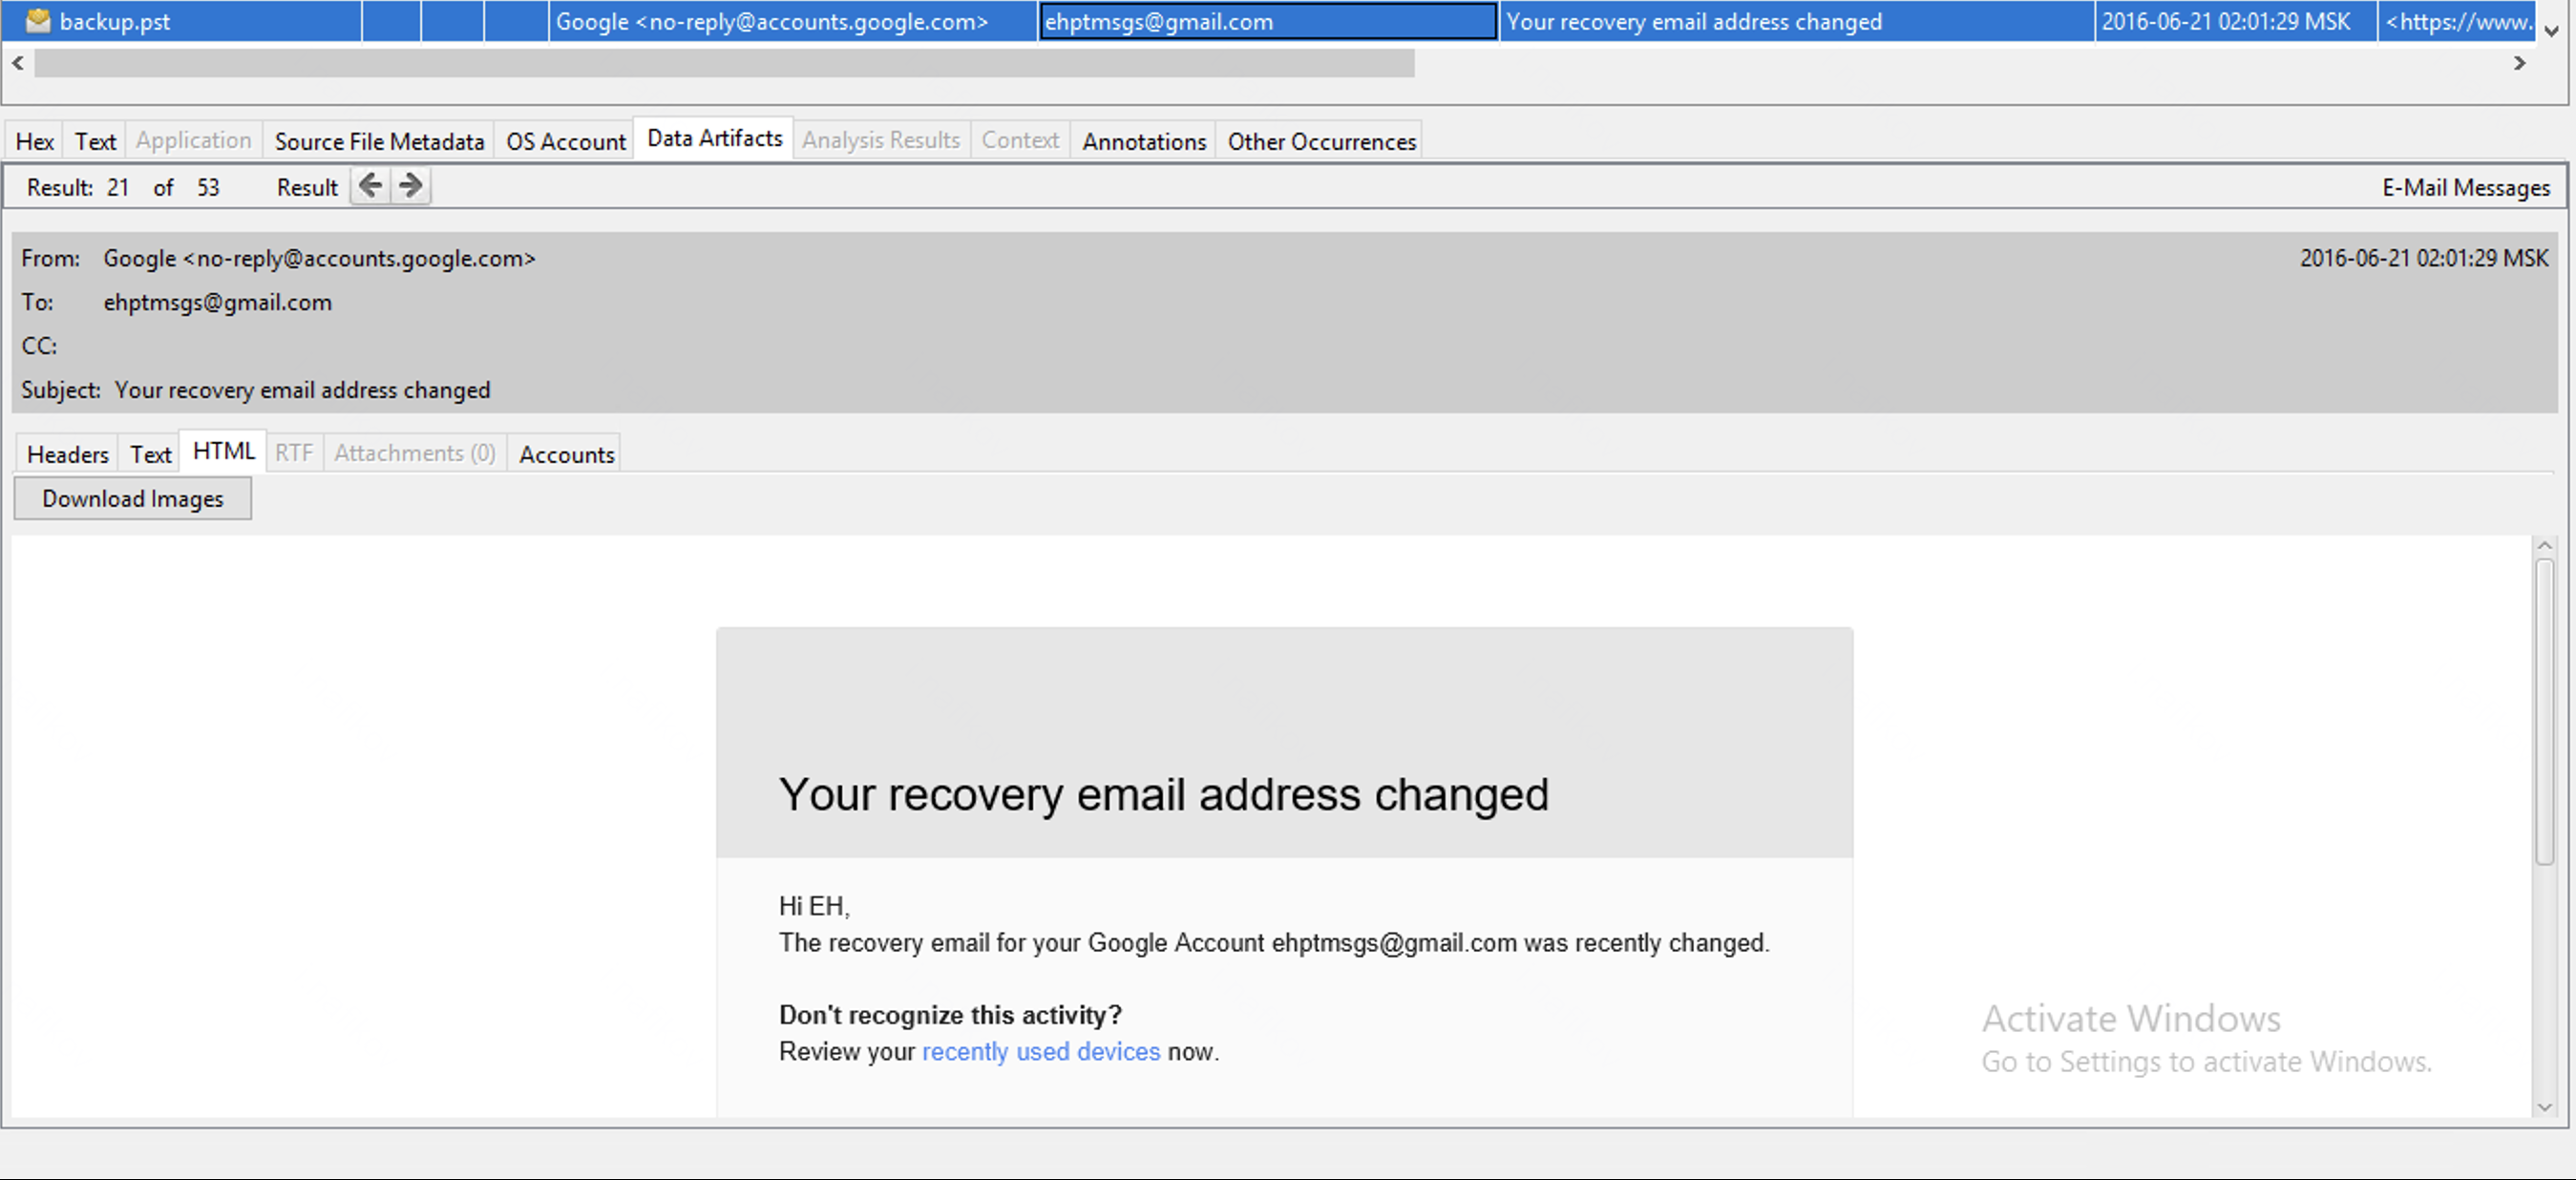 backup.pst Google <no-reply@accounts.google.com> ehptmsgs@gmail.com Your recovery email address changed 2016-06-21 02:01:29 MSK <https://www.
Hex Text Application Source File Metadata OS Account Data Artifacts Analysis Results Context Annotations Other Occurrences
Result: 21 of 53 Result E-Mail Messages
From: Google <no-reply@accounts.google.com> 2016-06-21 02:01:29 MSK
To: ehptmsgs@gmail.com
CC:
Subject: Your recovery email address changed
Headers Text HTML RTF Attachments (0) Accounts
Download Images
Your recovery email address changed
Hi EH,
The recovery email for your Google Account ehptmsgs@gmail.com was recently changed.
Don't recognize this activity?
Review your recently used devices now.
Activate Windows
Go to Settings to activate Windows.